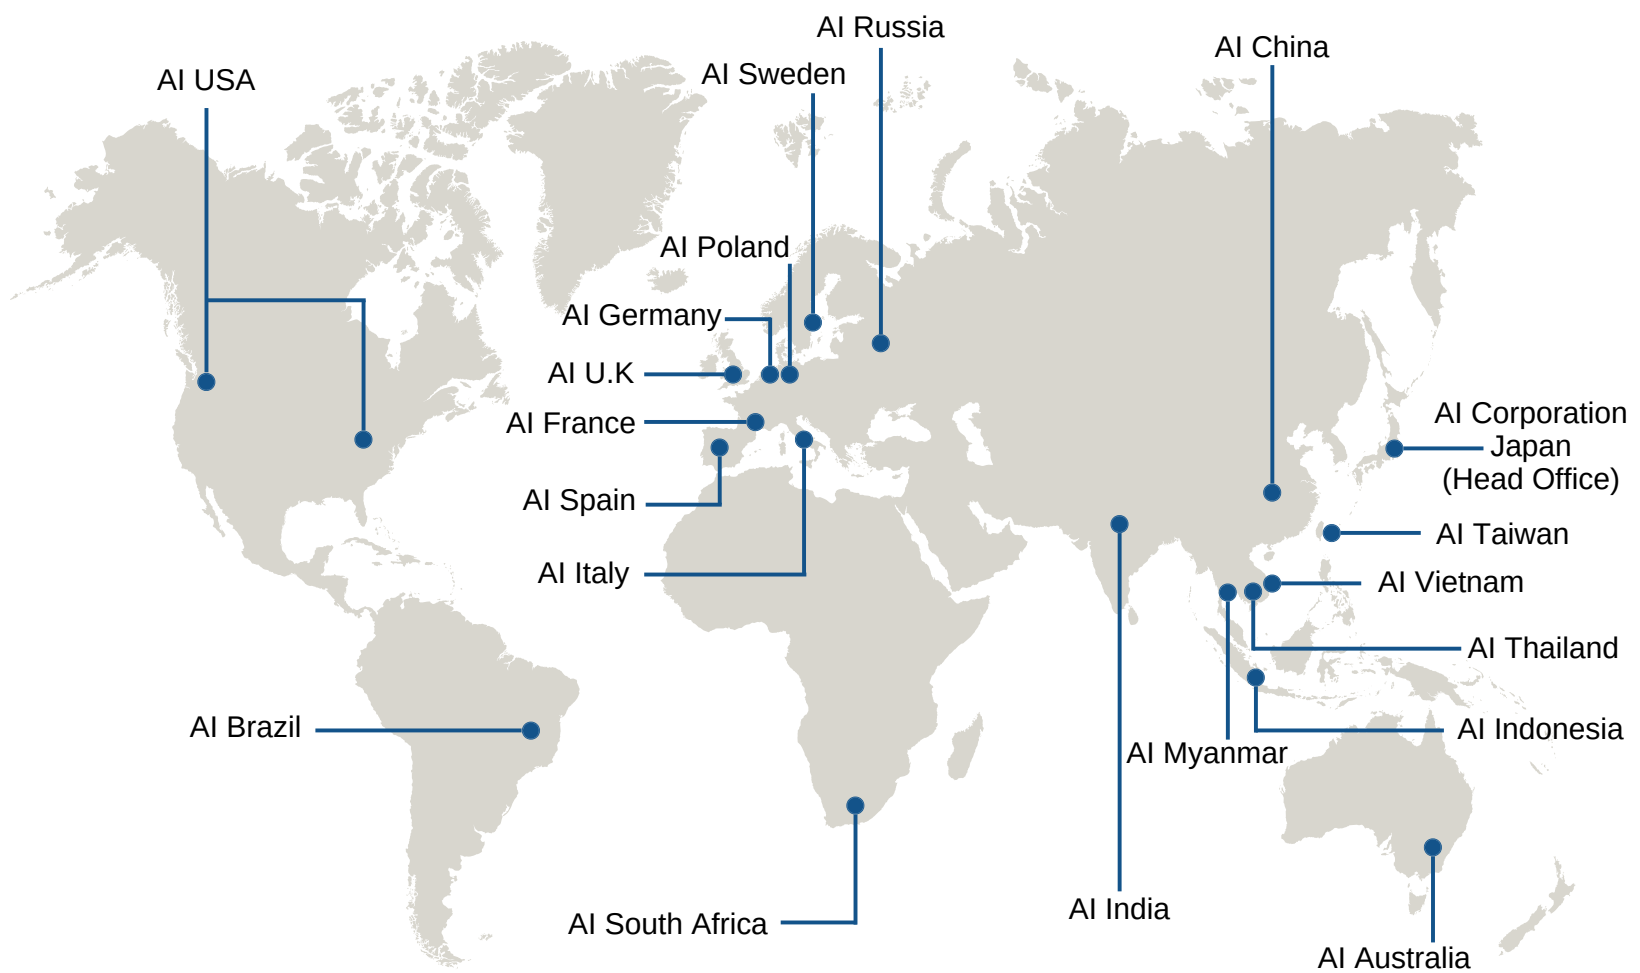 AI Russia
AI China
AI Sweden
AI USA
AI Poland
AI Germany
AI U.K
AI France
AI Corporation
Japan
(Head Office)
AI Spain
AI Taiwan
AI Italy
AI Vietnam
AI Thailand
AI Brazil
AI Indonesia
AI Myanmar
AI India
AI South Africa
AI Australia